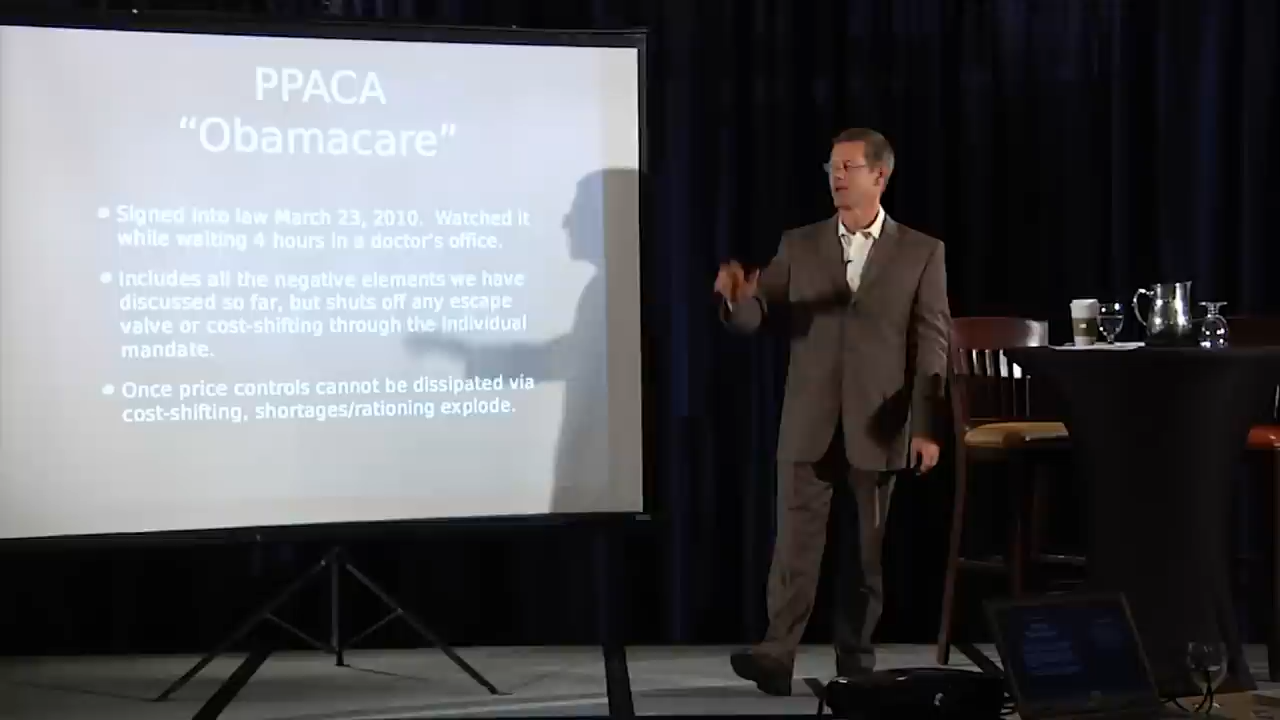 PPACA
“Obamacare”
Signed into law March 23, 2010. Watched it
while waiting 4 hours in a doctor’s office.
Includes all the negative elements we have
discussed so far, but shuts off any escape
valve or cost-shifting through the individual
mandate.
Once price controls cannot be dissipated via
cost-shifting, shortages/rationing explode.